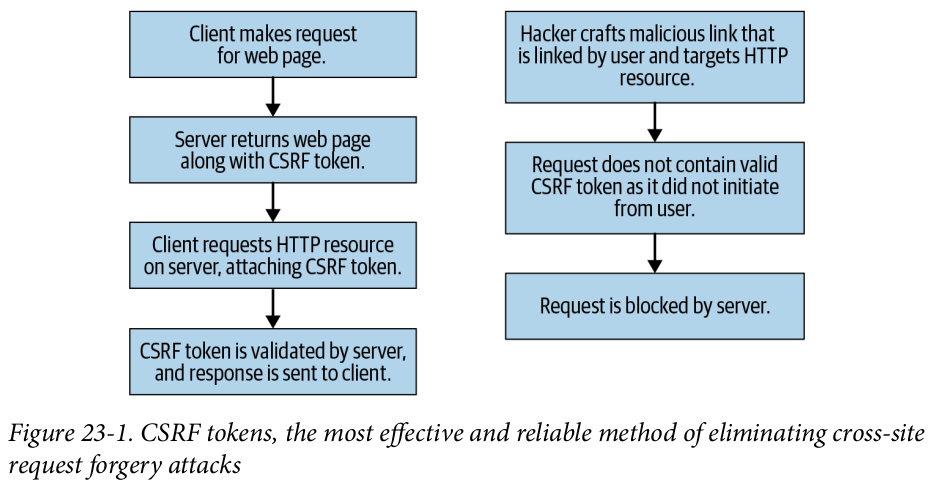 Client makes request
for web page.
Server returns web page
along with CSRF token.
Client requests HTTP resource
on server, attaching CSRF token.
CSRF token is validated by server,
and response is sent to client.
Hacker crafts malicious link that
is linked by user and targets HTTP
resource.
Request does not contain valid
CSRF token as it did not initiate
from user.
Request is blocked by server.
Figure 23-1. CSRF tokens, the most effective and reliable method of eliminating cross-site
request forgery attacks